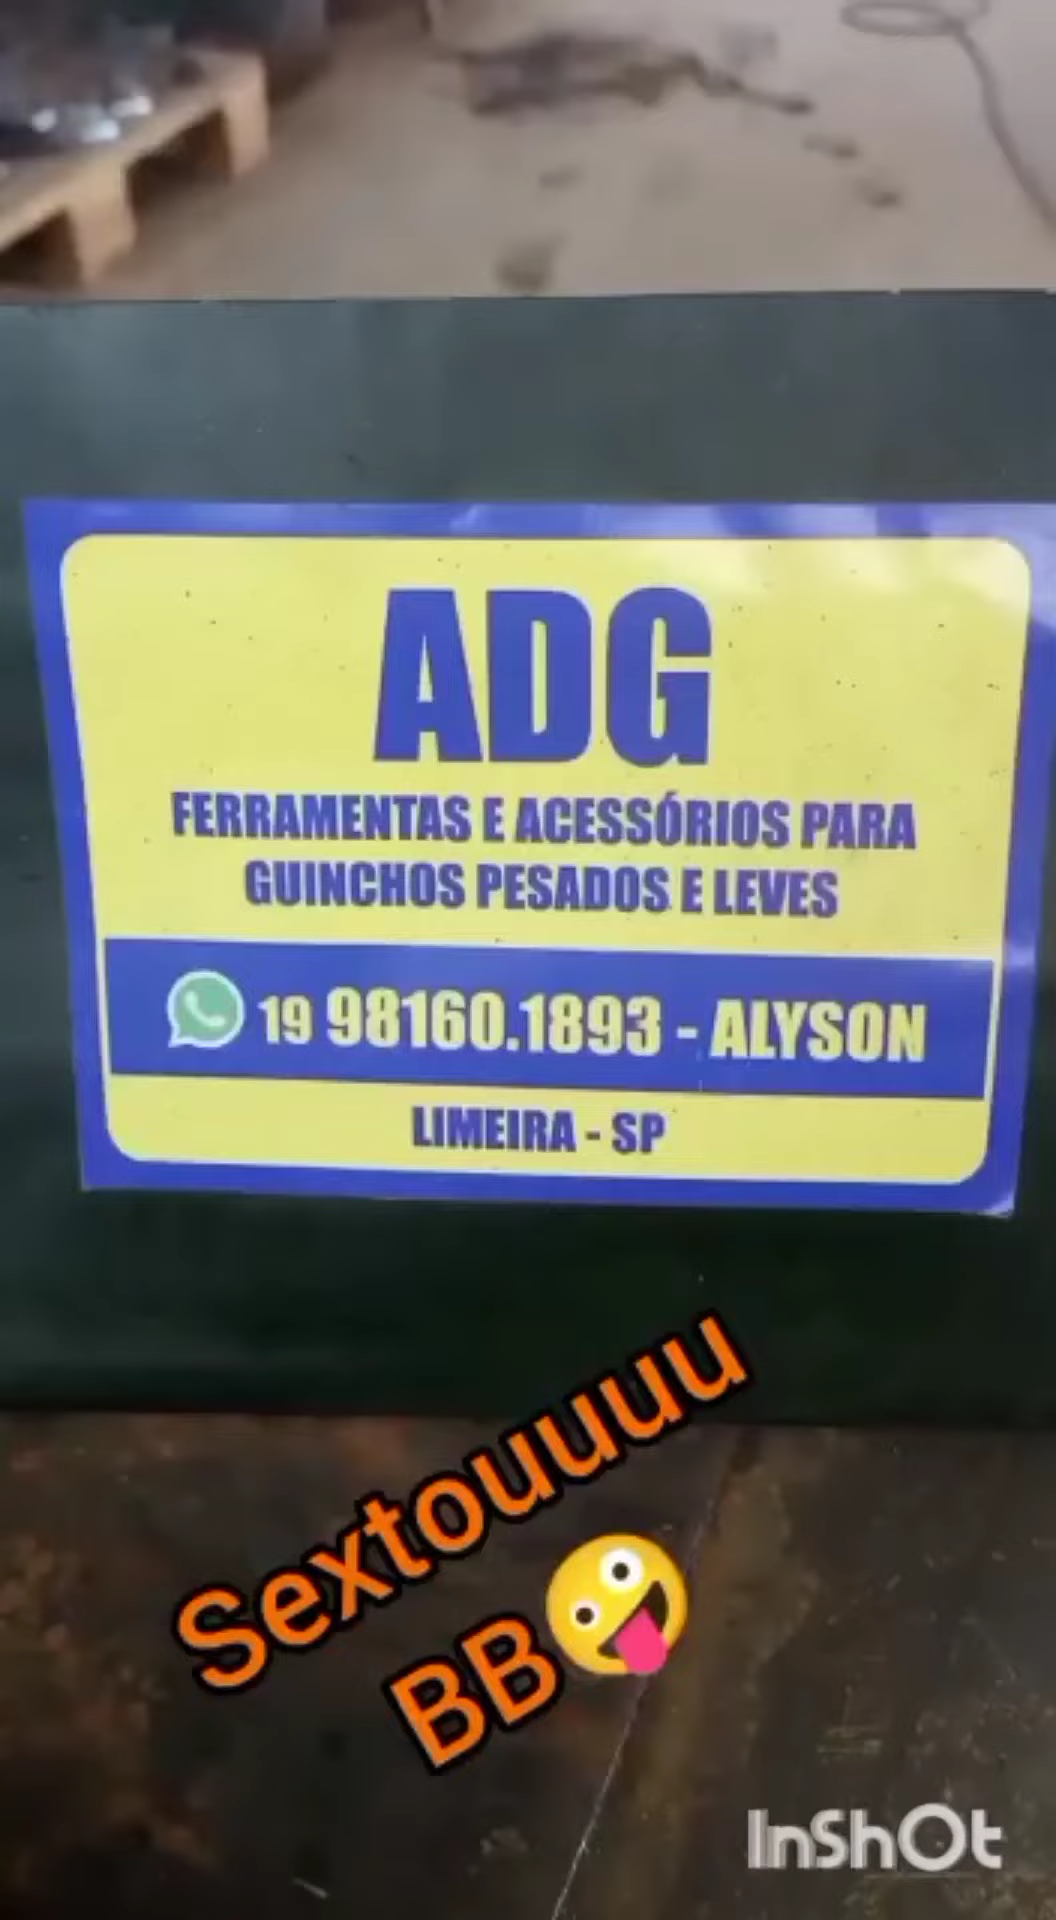 ADG
FERRAMENTAS E ACESSÓRIOS PARA
GUINCHOS PESADOS E LEVES
19 98160.1893 - ALYSON
LIMEIRA - SP
Sextouuuu
BB🤪
InShOt